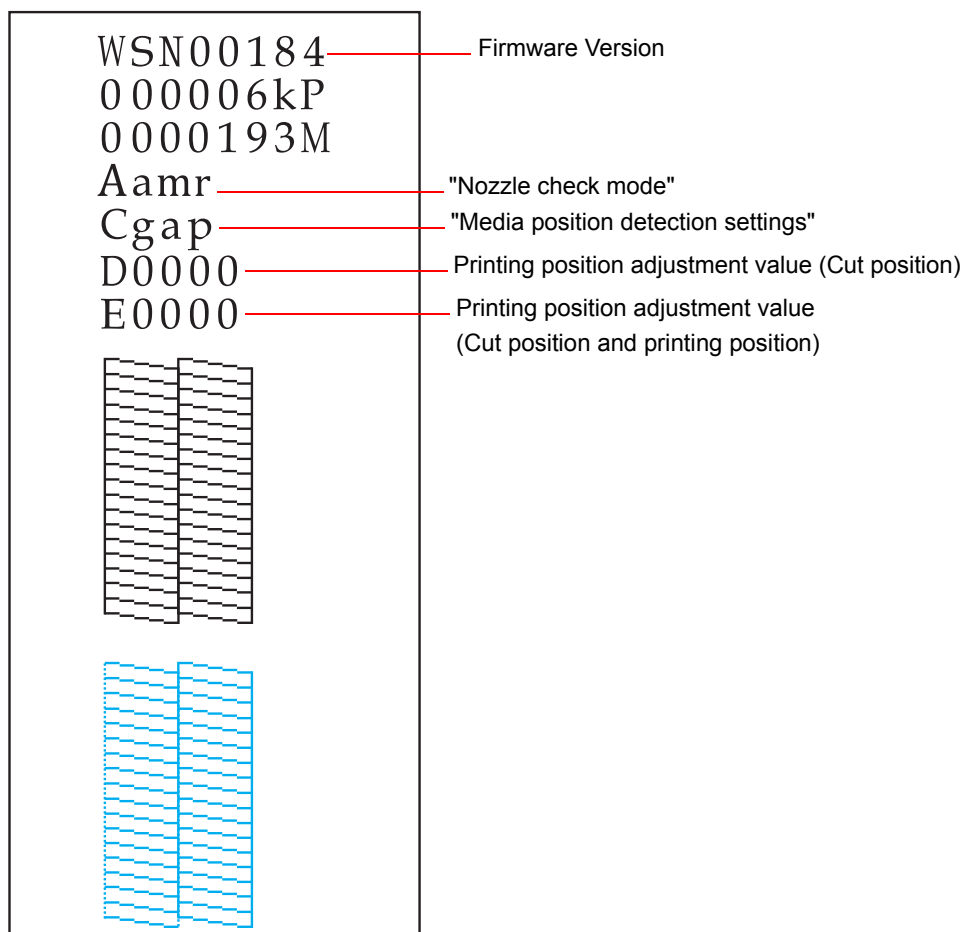 WSN00184 Firmware Version
000006kP
0000193M
Aamr "Nozzle check mode"
Cgap "Media position detection settings"
D0000 Printing position adjustment value (Cut position)
E0000 Printing position adjustment value
(Cut position and printing position)